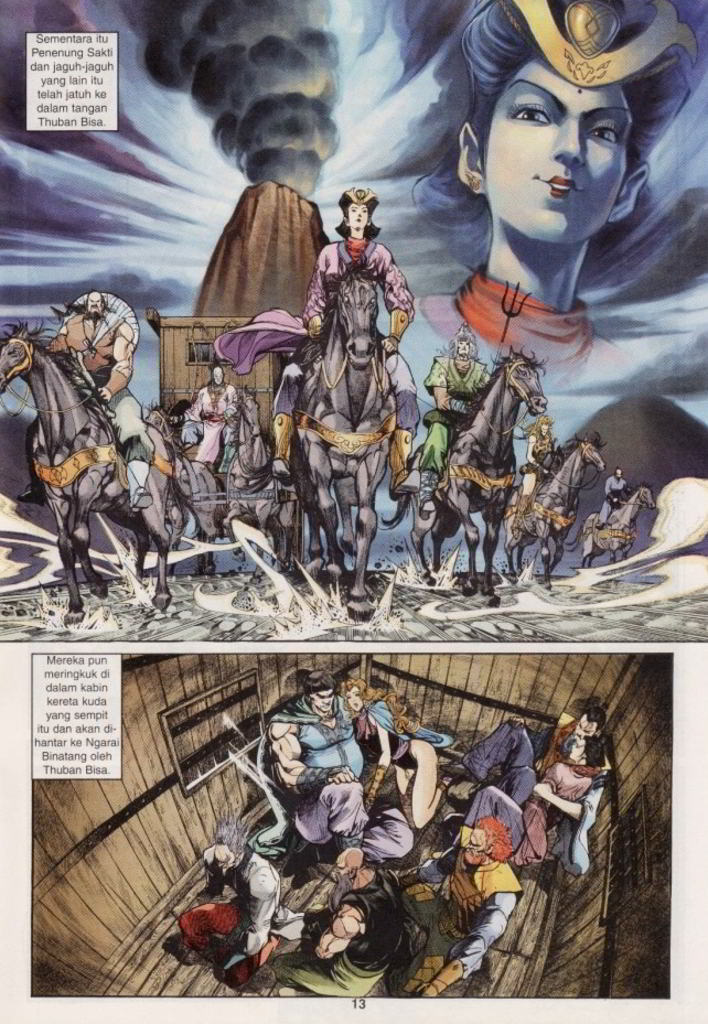 Sementara itu
Penenung Sakti
dan jaguh-jaguh
yang lain itu
telah jatuh ke
dalam tangan
Thuban Bisa.
Mereka pun
meringkuk di
dalam kabin
kereta kuda
yang sempit
itu dan akan di-
hantar ke Ngarai
Binatang oleh
Thuban Bisa.
13